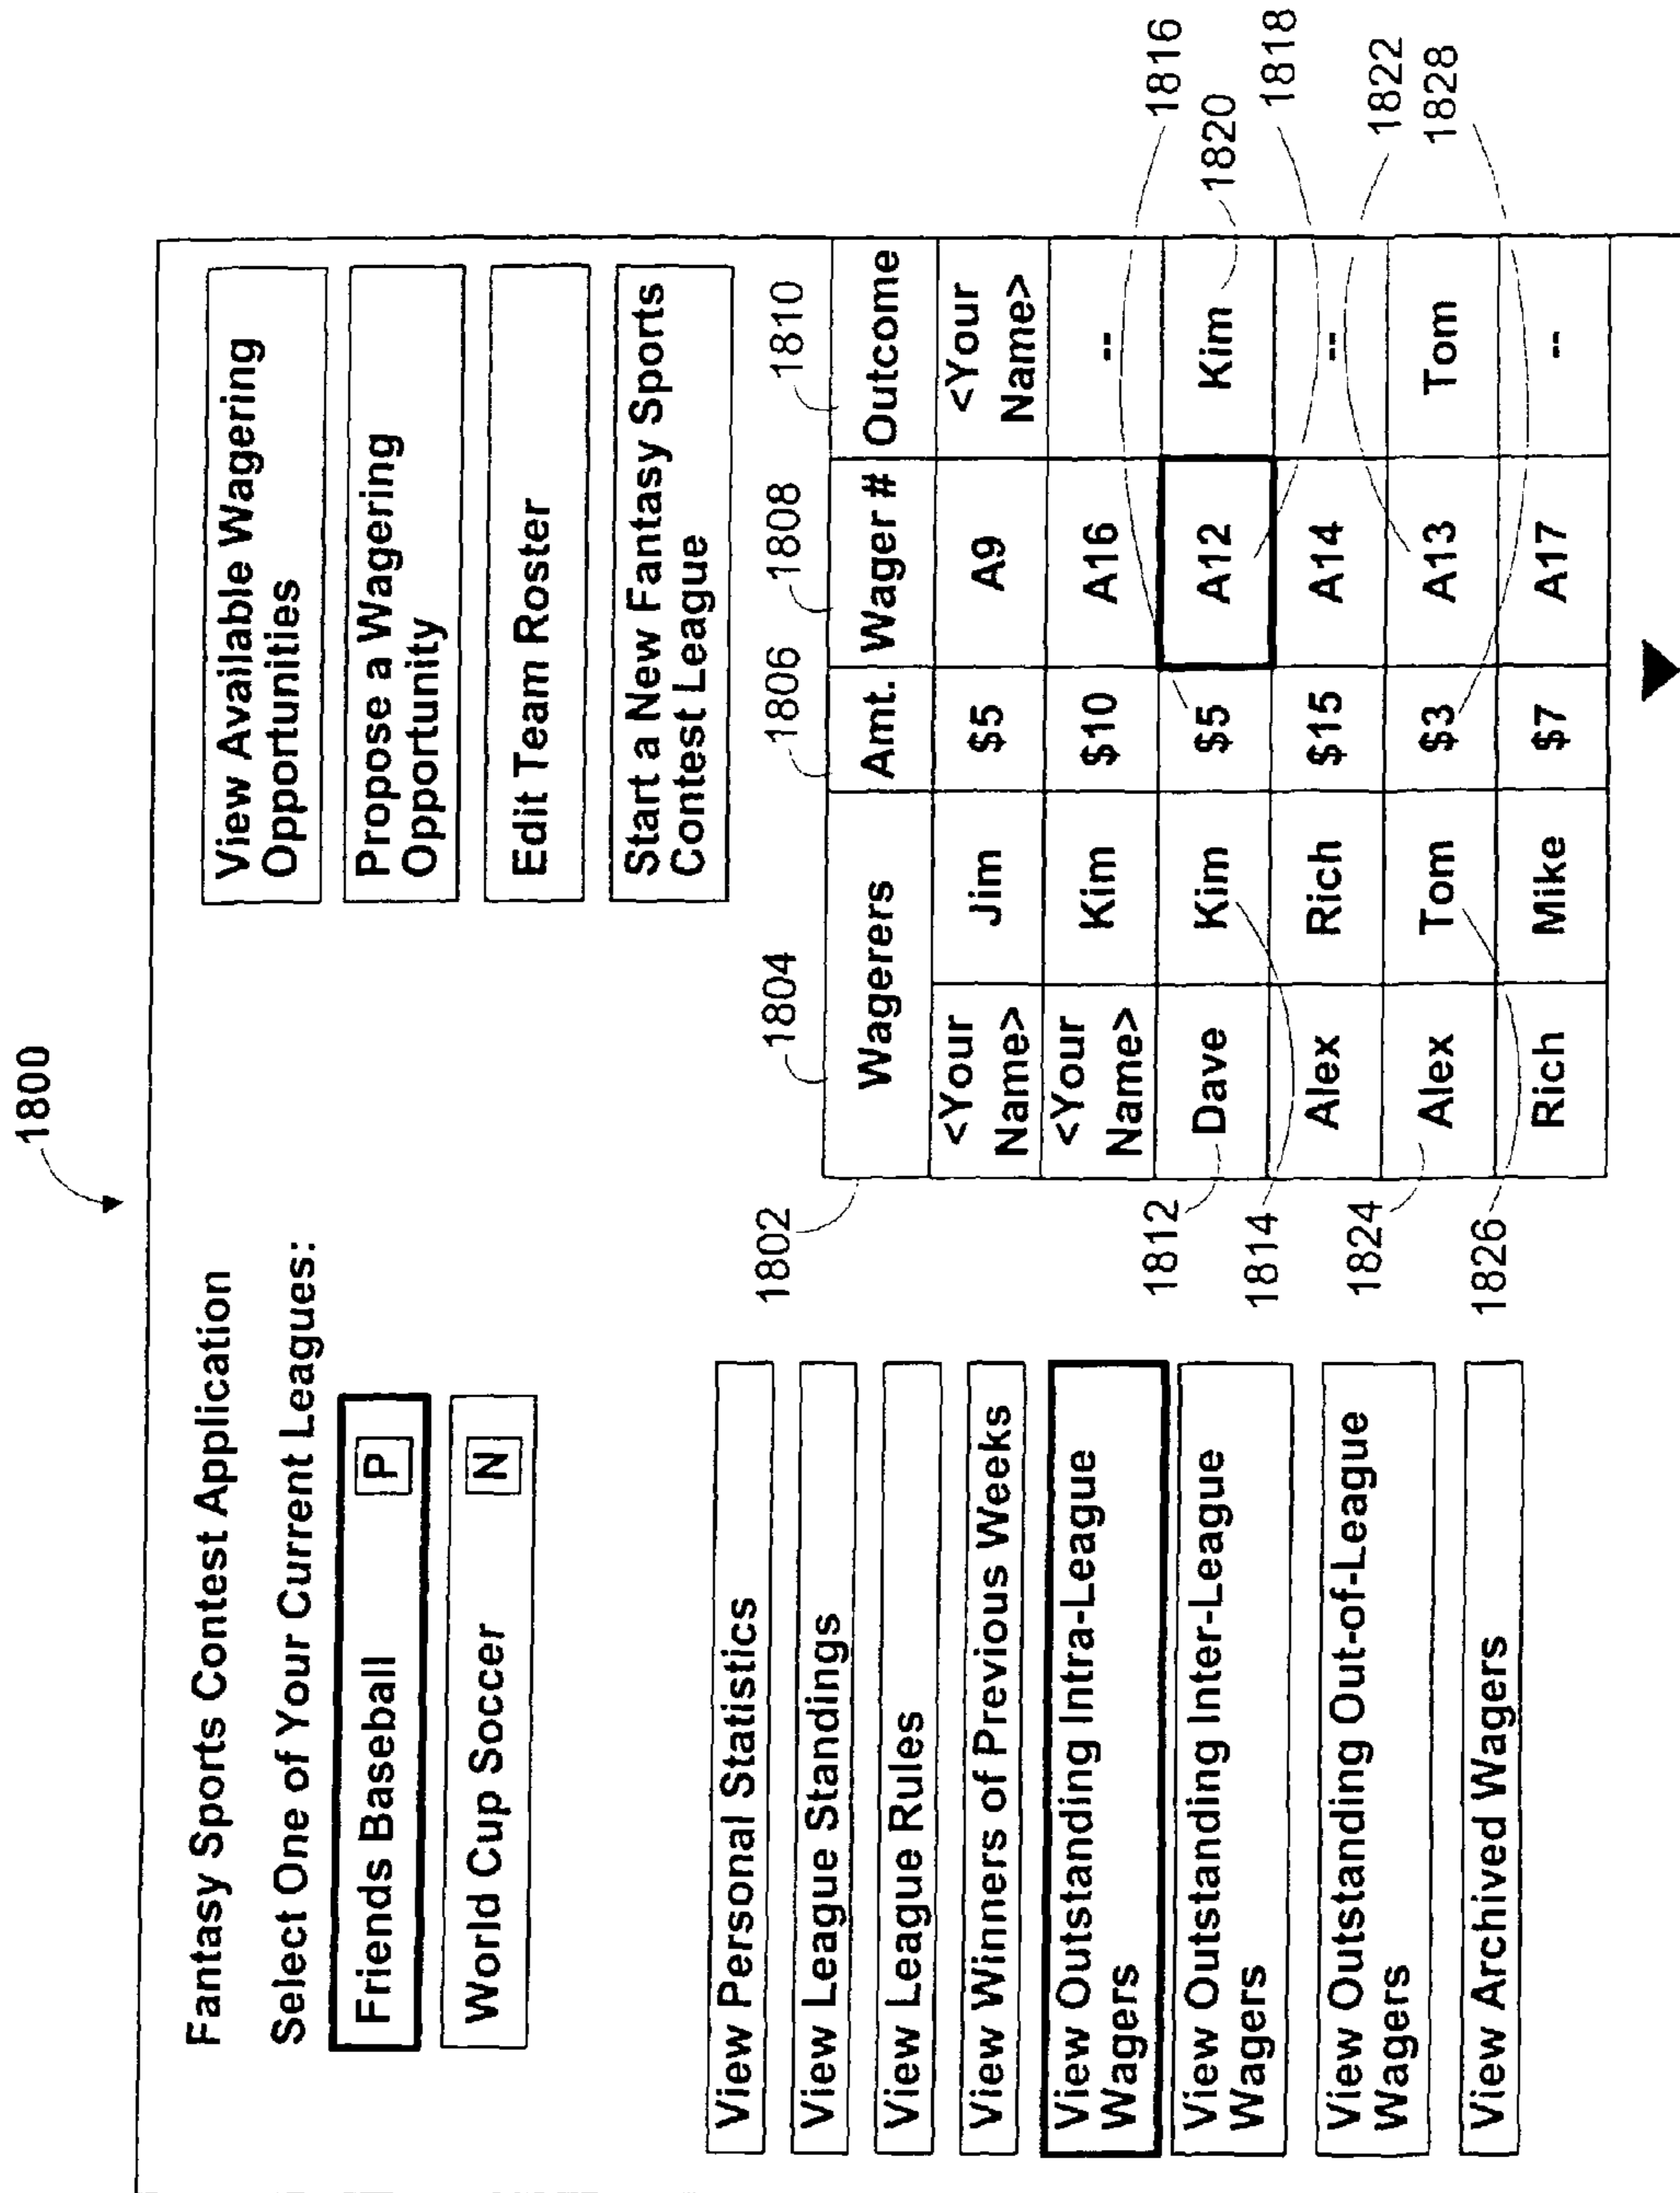 1800
Fantasy Sports Contest Application
Select One of Your Current Leagues:
Friends Baseball P
World Cup Soccer N
View Available Wagering
Opportunities
Propose a Wagering
Opportunity
Edit Team Roster
Start a New Fantasy Sports
Contest League
View Personal Statistics
View League Standings
View League Rules
View Winners of Previous Weeks
View Outstanding Intra-League
Wagers
View Outstanding Inter-League
Wagers
View Outstanding Out-of-League
Wagers
View Archived Wagers
1802
1804
1806
1808
1810
Wagerers Amt. Wager # Outcome
<Your
Name> Jim $5 A9 <Your
Name>
<Your
Name> Kim $10 A16 --
Dave Kim $5 A12 Kim
Alex Rich $15 A14 --
Alex Tom $3 A13 Tom
Rich Mike $7 A17 --
1812
1814
1824
1826
1816
1820
1818
1822
1828